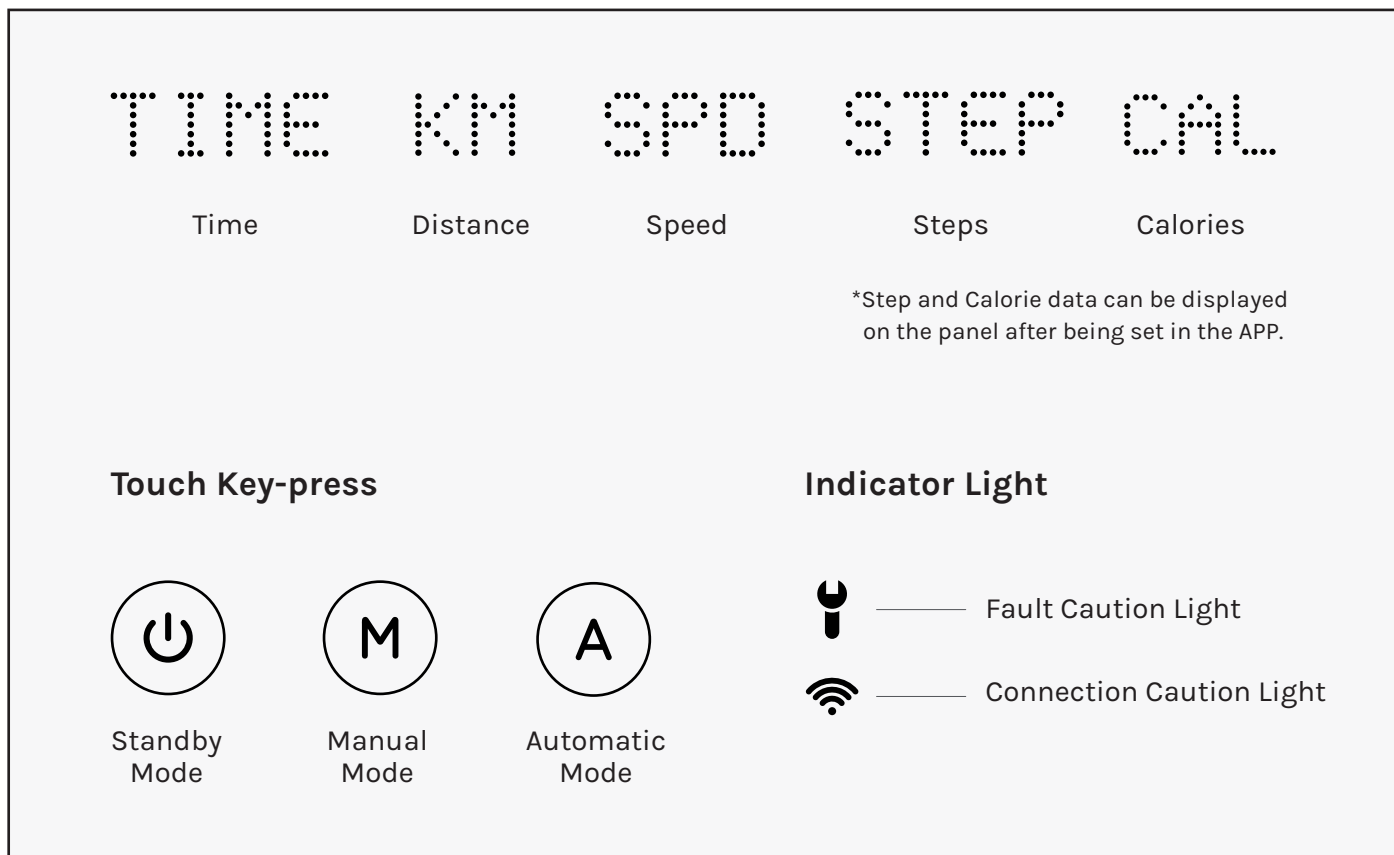 TIME KM SPD STEP CAL
Time Distance Speed Steps Calories
*Step and Calorie data can be displayed
on the panel after being set in the APP.
Touch Key-press
M A
Standby
Mode
Manual
Mode
Automatic
Mode
Indicator Light
Fault Caution Light
Connection Caution Light